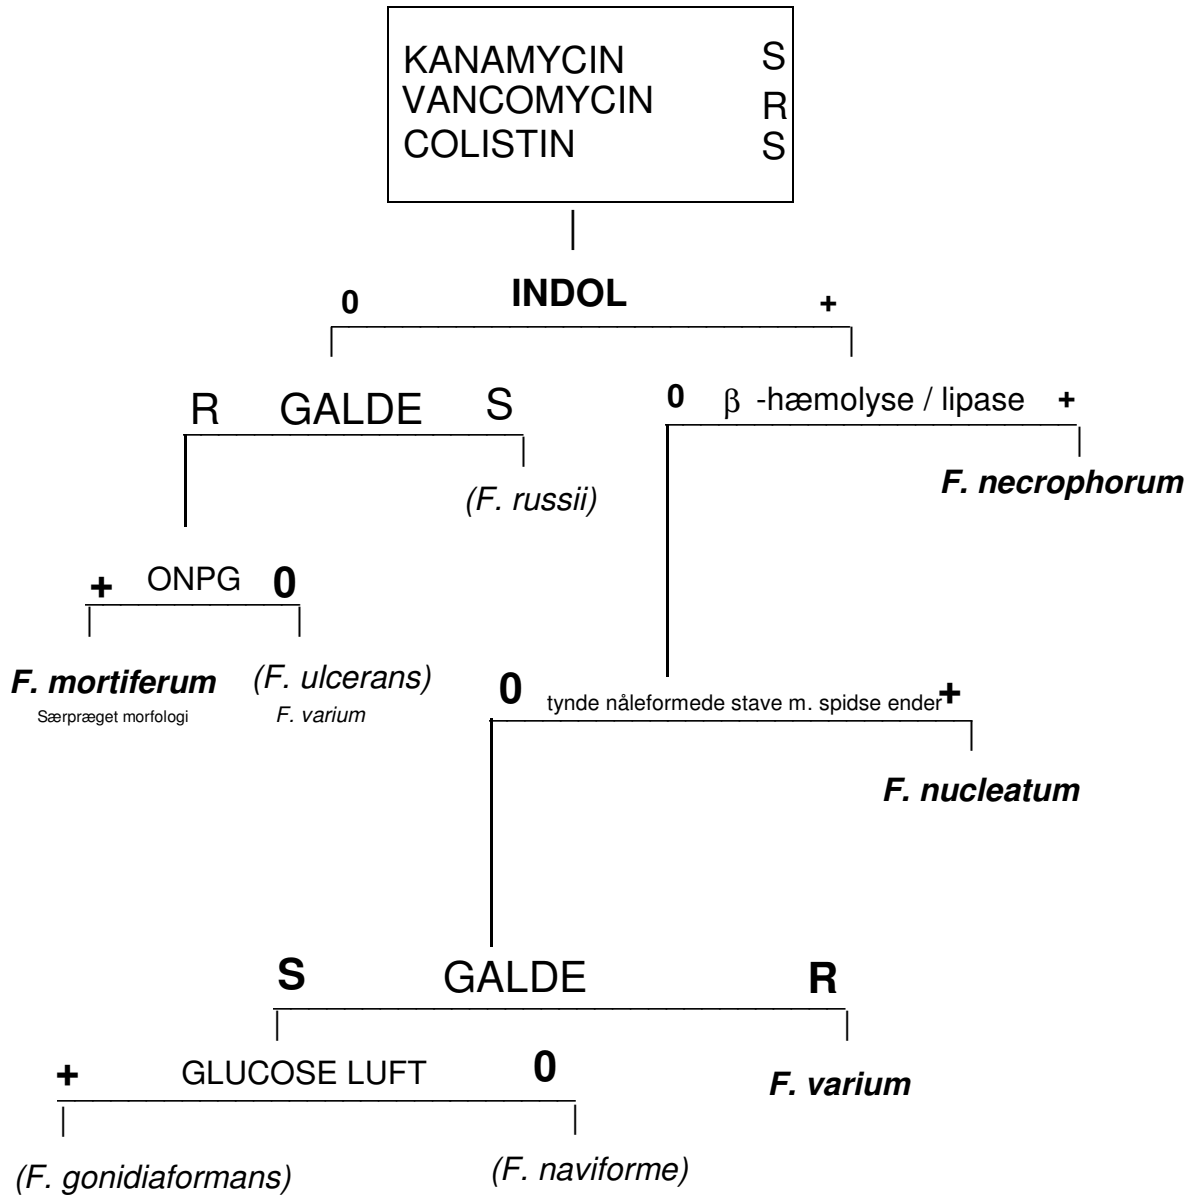 KANAMYCIN S
VANCOMYCIN R
COLISTIN S
0 INDOL +
R GALDE S
0 β -hæmolyse / lipase +
(F. russii)
F. necrophorum
+ ONPG 0
F. mortiferum (F. ulcerans)
Særpræget morfologi F. varium
0 tynde nåleformede stave m. spidse ender +
F. nucleatum
S GALDE R
+ GLUCOSE LUFT 0
F. varium
(F. gonidiaformans) (F. naviforme)